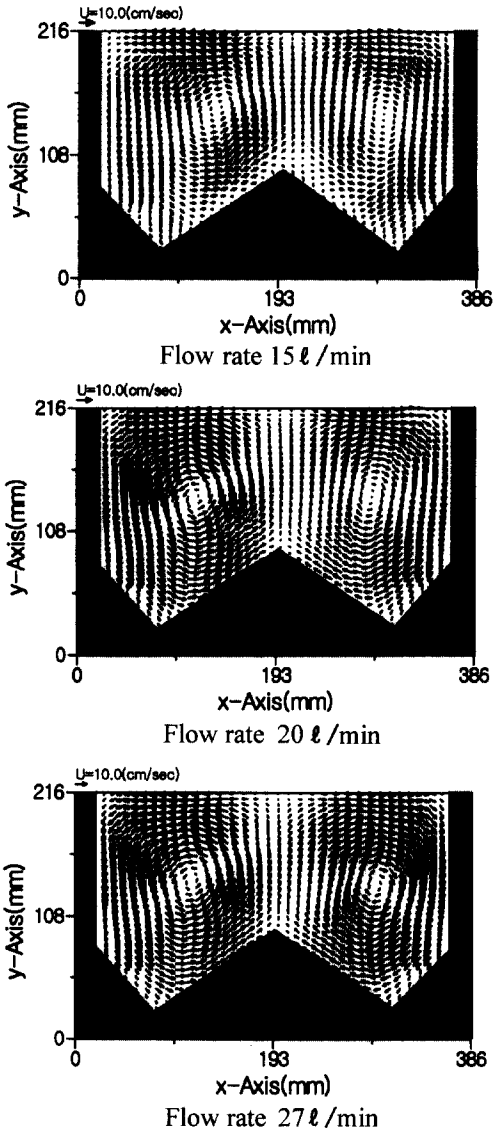 U=10.0(cm/sec)
216
108
0
y-Axis(mm)
0 193 386
x-Axis(mm)
Flow rate 15ℓ/min
U=10.0(cm/sec)
216
108
0
y-Axis(mm)
0 193 386
x-Axis(mm)
Flow rate 20 ℓ/min
U=10.0(cm/sec)
216
108
0
y-Axis(mm)
0 193 386
x-Axis(mm)
Flow rate 27ℓ/min